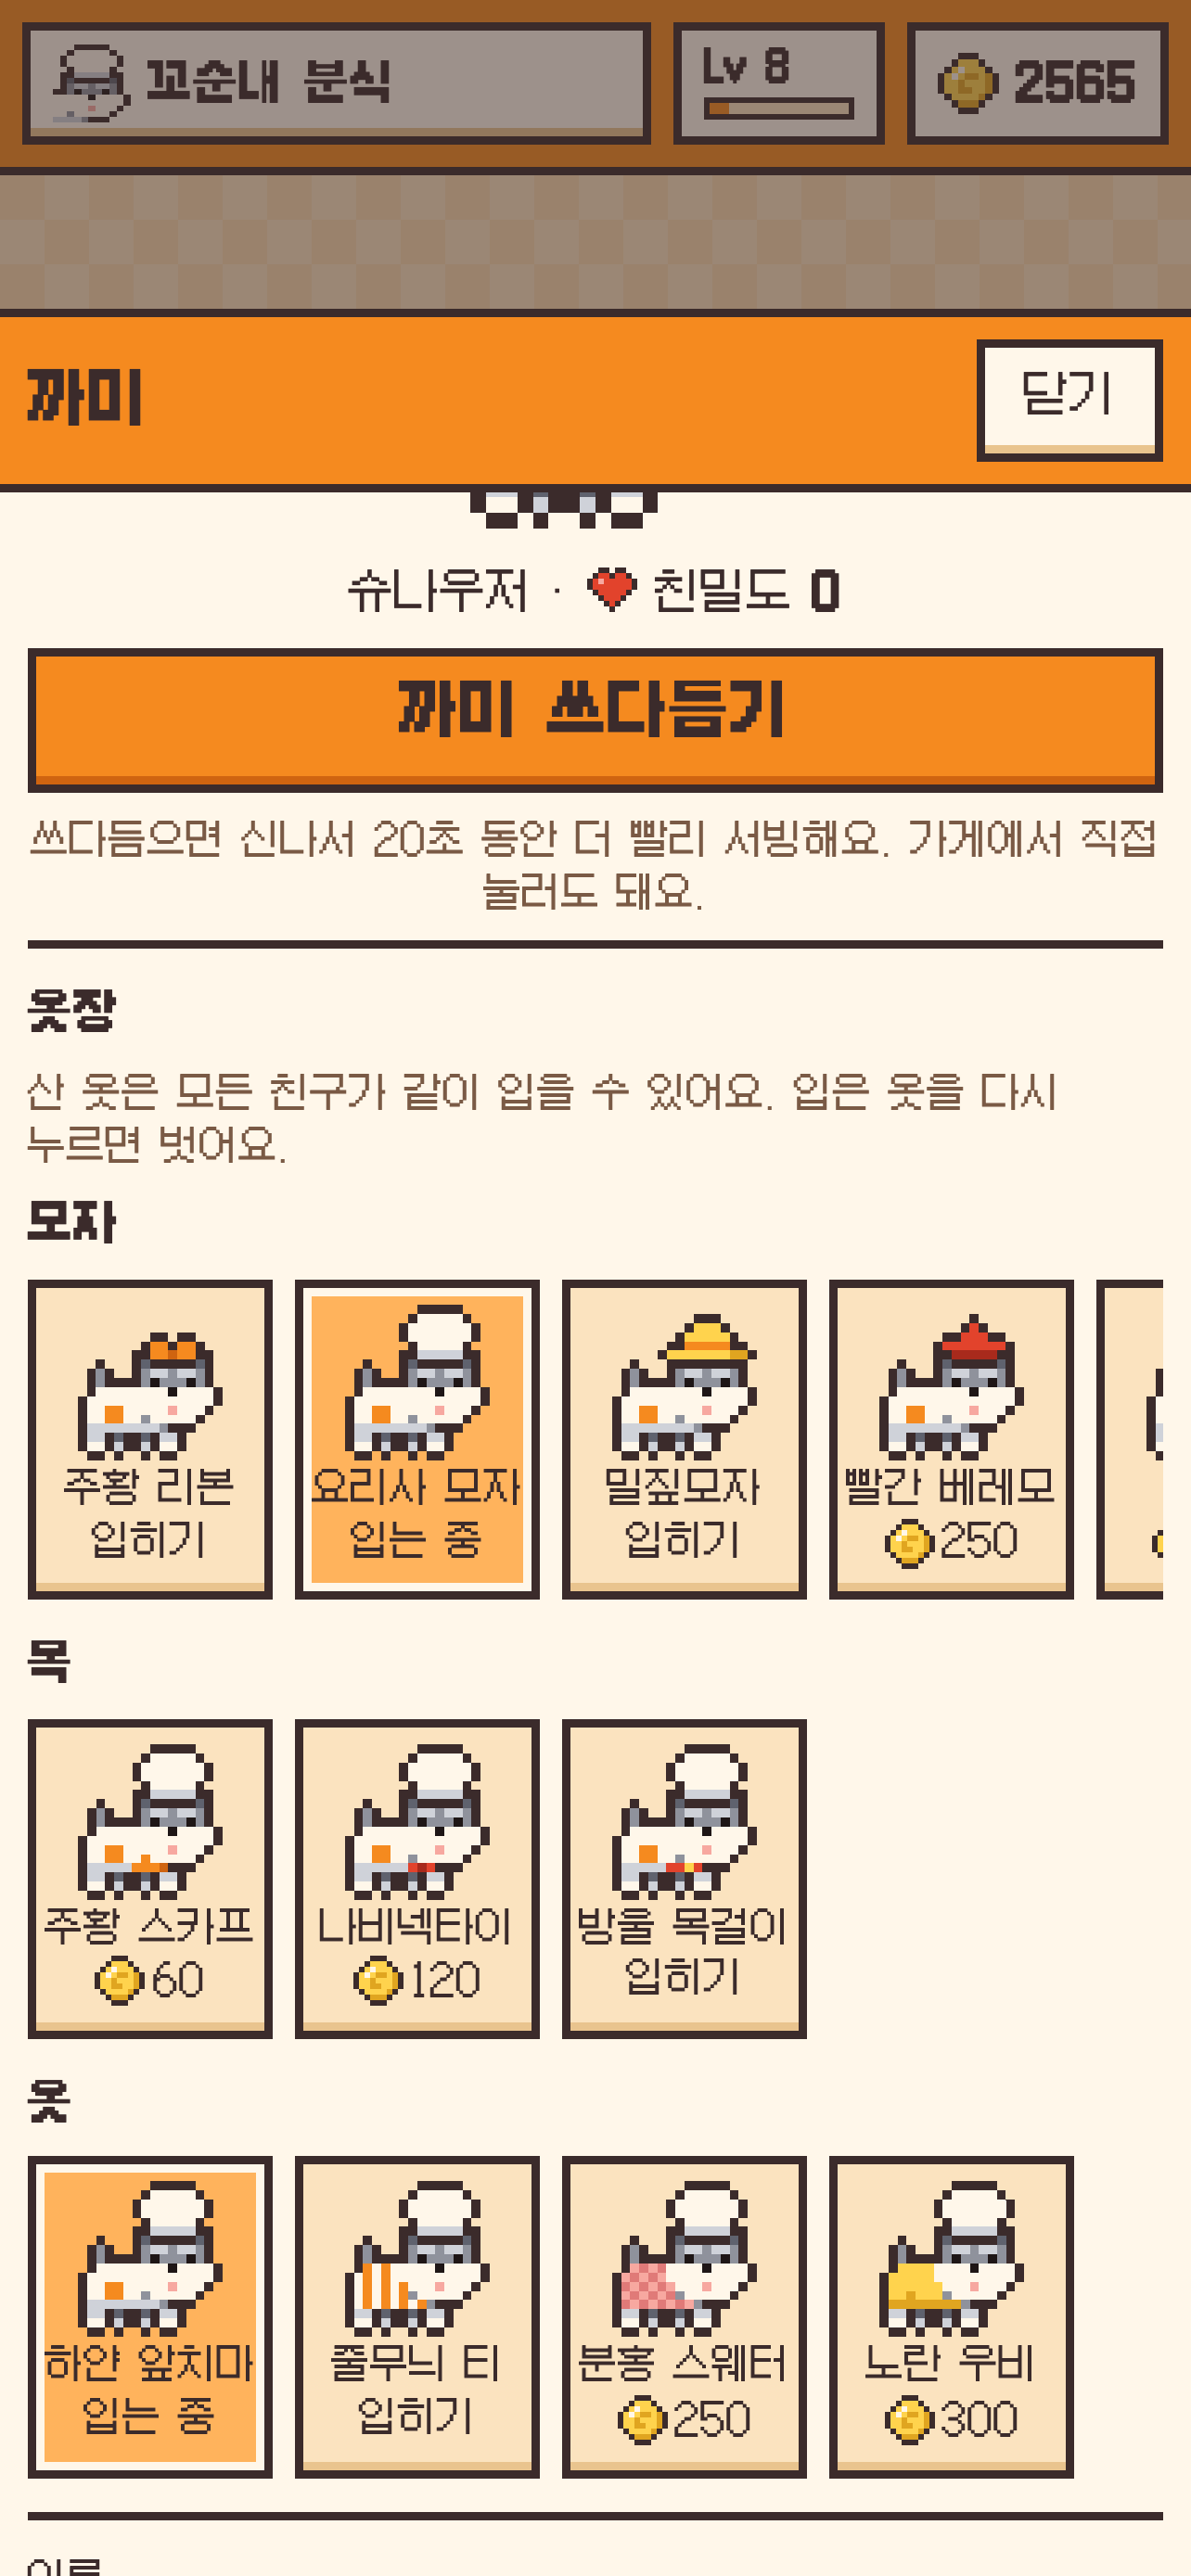 꼬순내 분식
Lv 8
2565
까미
닫기
슈나우저 · 친밀도 0
까미 쓰다듬기
쓰다듬으면 신나서 20초 동안 더 빨리 서빙해요. 가게에서 직접
눌러도 돼요.
옷장
산 옷은 모든 친구가 같이 입을 수 있어요. 입은 옷을 다시
누르면 벗어요.
모자
주황 리본
입히기
요리사 모자
입는 중
밀짚모자
입히기
빨간 베레모
250
목
주황 스카프
60
나비넥타이
120
방울 목걸이
입히기
옷
하얀 앞치마
입는 중
줄무늬 티
입히기
분홍 스웨터
250
노란 우비
300